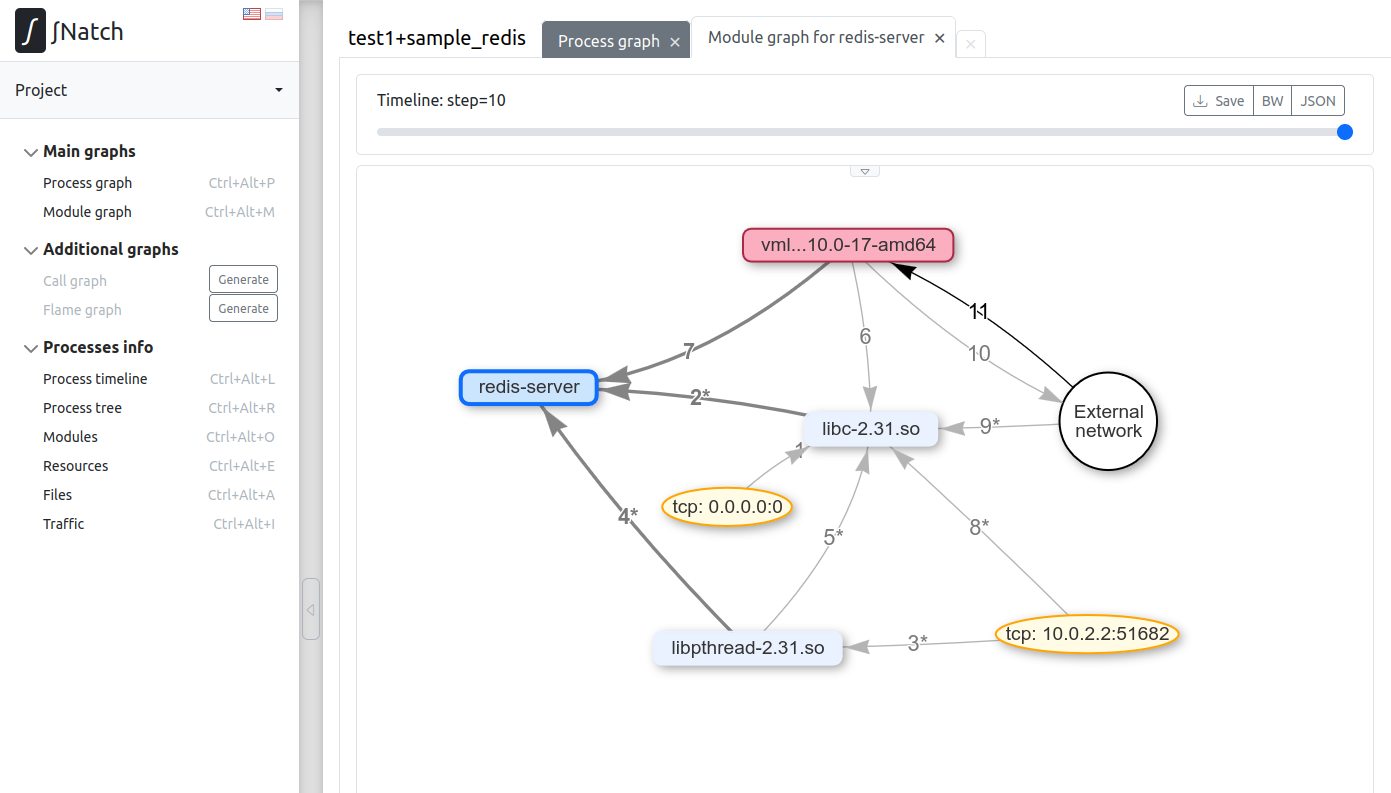 ∫ ∫Natch
Project
Main graphs
Process graph Ctrl+Alt+P
Module graph Ctrl+Alt+M
Additional graphs
Call graph Generate
Flame graph Generate
Processes info
Process timeline Ctrl+Alt+L
Process tree Ctrl+Alt+R
Modules Ctrl+Alt+O
Resources Ctrl+Alt+E
Files Ctrl+Alt+A
Traffic Ctrl+Alt+I
test1+sample_redis
Process graph ×
Module graph for redis-server ×
×
Timeline: step=10
Save BW JSON
vml...10.0-17-amd64
11
6
10
7
redis-server
2*
External
network
libc-2.31.so
9*
1
tcp: 0.0.0.0:0
4*
8*
5*
tcp: 10.0.2.2:51682
3*
libpthread-2.31.so